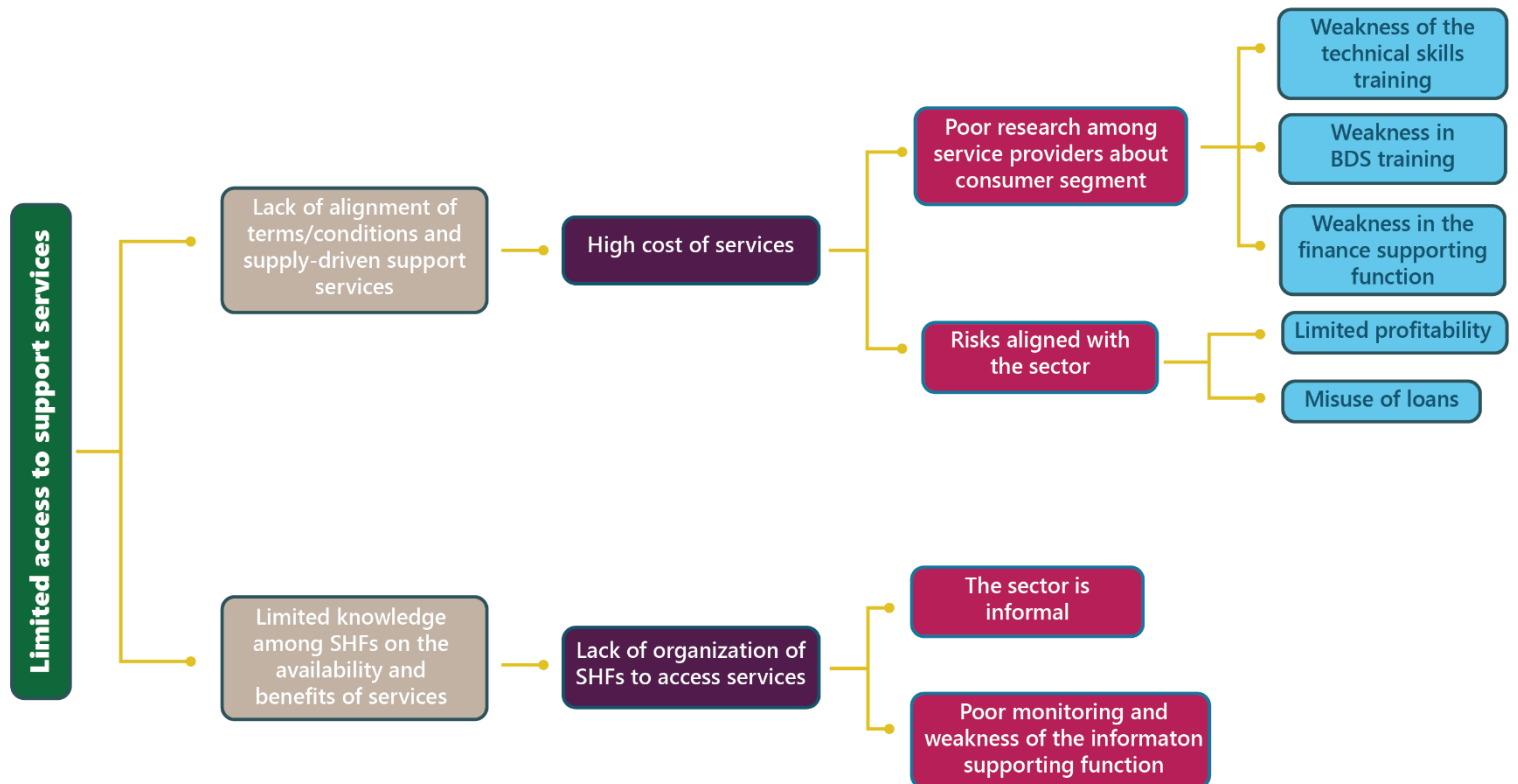 Limited access to support services
Lack of alignment of
terms/conditions and
supply-driven support
services
High cost of services
Poor research among
service providers about
consumer segment
Weakness of the
technical skills
training
Weakness in
BDS training
Weakness in the
finance supporting
function
Risks aligned with
the sector
Limited profitability
Misuse of loans
Limited knowledge
among SHFs on the
availability and
benefits of services
Lack of organization of
SHFs to access services
The sector is
informal
Poor monitoring and
weakness of the informaton
supporting function